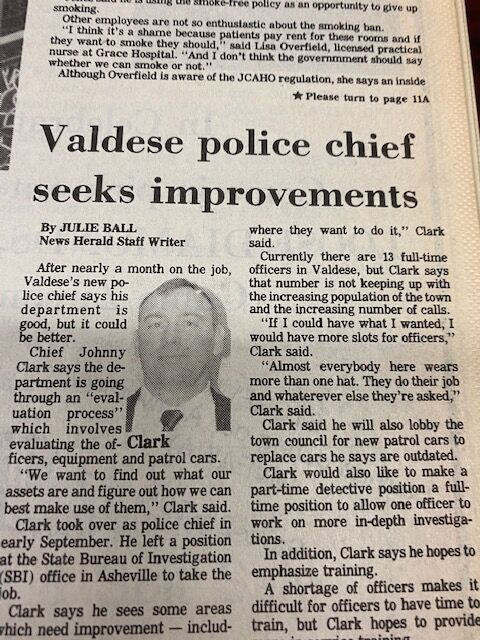 said he is using the smoke-free policy as an opportunity to give up
smoking.
Other employees are not so enthusiastic about the smoking ban.
"I think it's a shame because patients pay rent for these rooms and if
they want to smoke they should," said Lisa Overfield, licensed practical
nurse at Grace Hospital. "And I don't think the governmment should say
whether we can smoke or not."
Although Overfield is aware of the JCAHO regulation, she says an inside
★ Please turn to page 11A
Valdese police chief
seeks improvements
By JULIE BALL
News Herald Staff Writer
After nearly a month on the job,
Valdese's new po-
lice chief says his
department is
good, but it could
be better.
Chief Johnny
Clark says the de-
partment is going
through an "eval-
uation process"
which involves
evaluating the of-
Clark
ficers, equipment and patrol cars.
"We want to find out what our
assets are and figure out how we can
best make use of them," Clark said.
Clark took over as police chief in
early September. He left a position
at the State Bureau of Investigation
(SBI) office in Asheville to take the
job.
Clark says he sees some areas
which need improvement — includ-
where they want to do it," Clark
said.
Currently there are 13 full-time
officers in Valdese, but Clark says
that number is not keeping up with
the increasing population of the town
and the increasing number of calls.
"If I could have what I wanted, I
would have more slots for officers,"
Clark said.
"Almost everybody here wears
more than one hat. They do their job
and whaterever else they're asked,"
Clark said.
Clark said he will also lobby the
town council for new patrol cars to
replace cars he says are outdated.
Clark would also like to make a
part-time detective position a full-
time position to allow one officer to
work on more in-depth investiga-
tions.
In addition, Clark says he hopes to
emphasize training.
A shortage of officers makes it
difficult for officers to have time to
train, but Clark hopes to provide